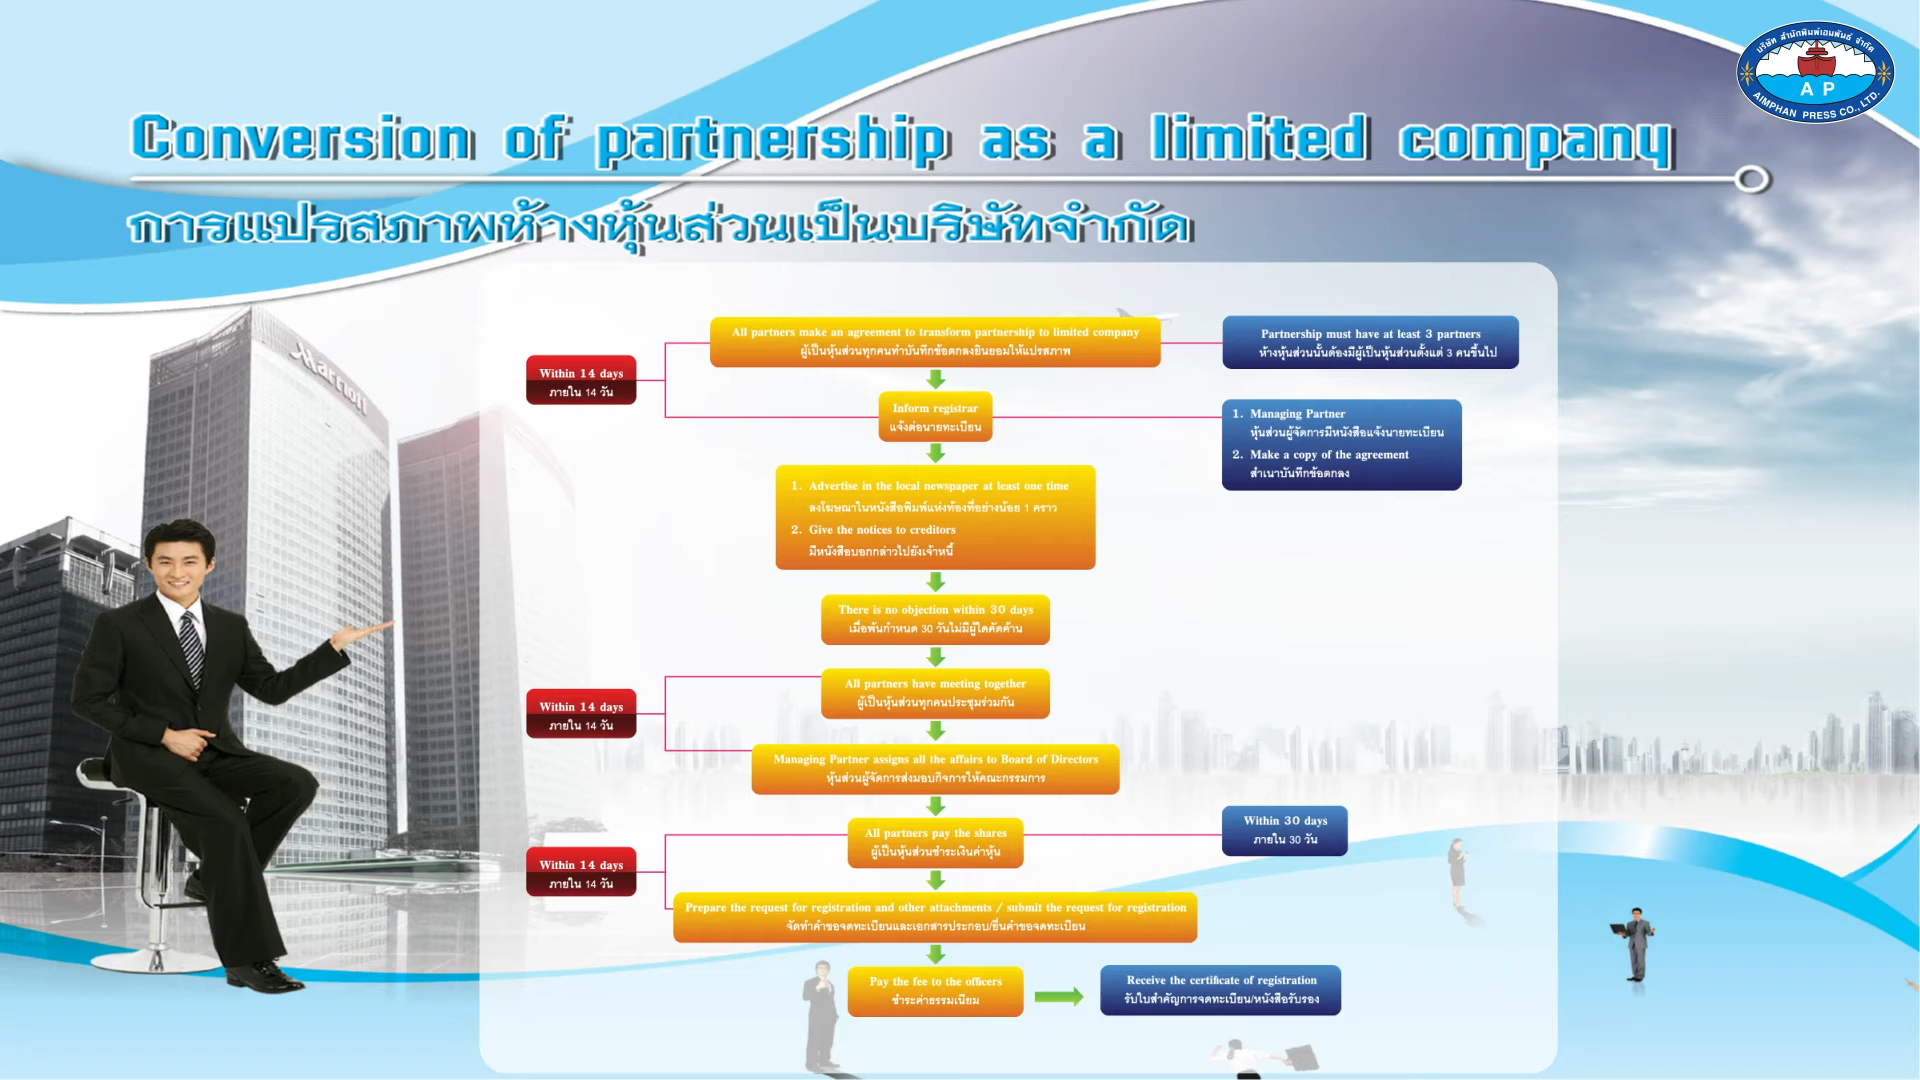 บริษัท สำนักพิมพ์เอมพันธ์ จำกัด
A P
AIMPHAN PRESS CO., LTD.
Conversion of partnership as a limited company
การแปรสภาพห้างหุ้นส่วนเป็นบริษัทจำกัด
Marriott
All partners make an agreement to transform partnership to limited company
ผู้เป็นหุ้นส่วนทุกคนทำบันทึกข้อตกลงยินยอมให้แปรสภาพ
Partnership must have at least 3 partners
ห้างหุ้นส่วนนั้นต้องมีผู้เป็นหุ้นส่วนตั้งแต่ 3 คนขึ้นไป
Within 14 days
ภายใน 14 วัน
Inform registrar
แจ้งต่อนายทะเบียน
1. Managing Partner
หุ้นส่วนผู้จัดการมีหนังสือแจ้งนายทะเบียน
2. Make a copy of the agreement
สำเนาบันทึกข้อตกลง
1. Advertise in the local newspaper at least one time
ลงโฆษณาในหนังสือพิมพ์แห่งท้องที่อย่างน้อย 1 คราว
2. Give the notices to creditors
มีหนังสือบอกกล่าวไปยังเจ้าหนี้
There is no objection within 30 days
เมื่อพ้นกำหนด 30 วันไม่มีผู้ใดคัดค้าน
All partners have meeting together
ผู้เป็นหุ้นส่วนทุกคนประชุมร่วมกัน
Within 14 days
ภายใน 14 วัน
Managing Partner assigns all the affairs to Board of Directors
หุ้นส่วนผู้จัดการส่งมอบกิจการให้คณะกรรมการ
All partners pay the shares
ผู้เป็นหุ้นส่วนชำระเงินค่าหุ้น
Within 30 days
ภายใน 30 วัน
Within 14 days
ภายใน 14 วัน
Prepare the request for registration and other attachments / submit the request for registration
จัดทำคำขอจดทะเบียนและเอกสารประกอบ/ยื่นคำขอจดทะเบียน
Pay the fee to the officers
ชำระค่าธรรมเนียม
Receive the certificate of registration
รับใบสำคัญการจดทะเบียน/หนังสือรับรอง